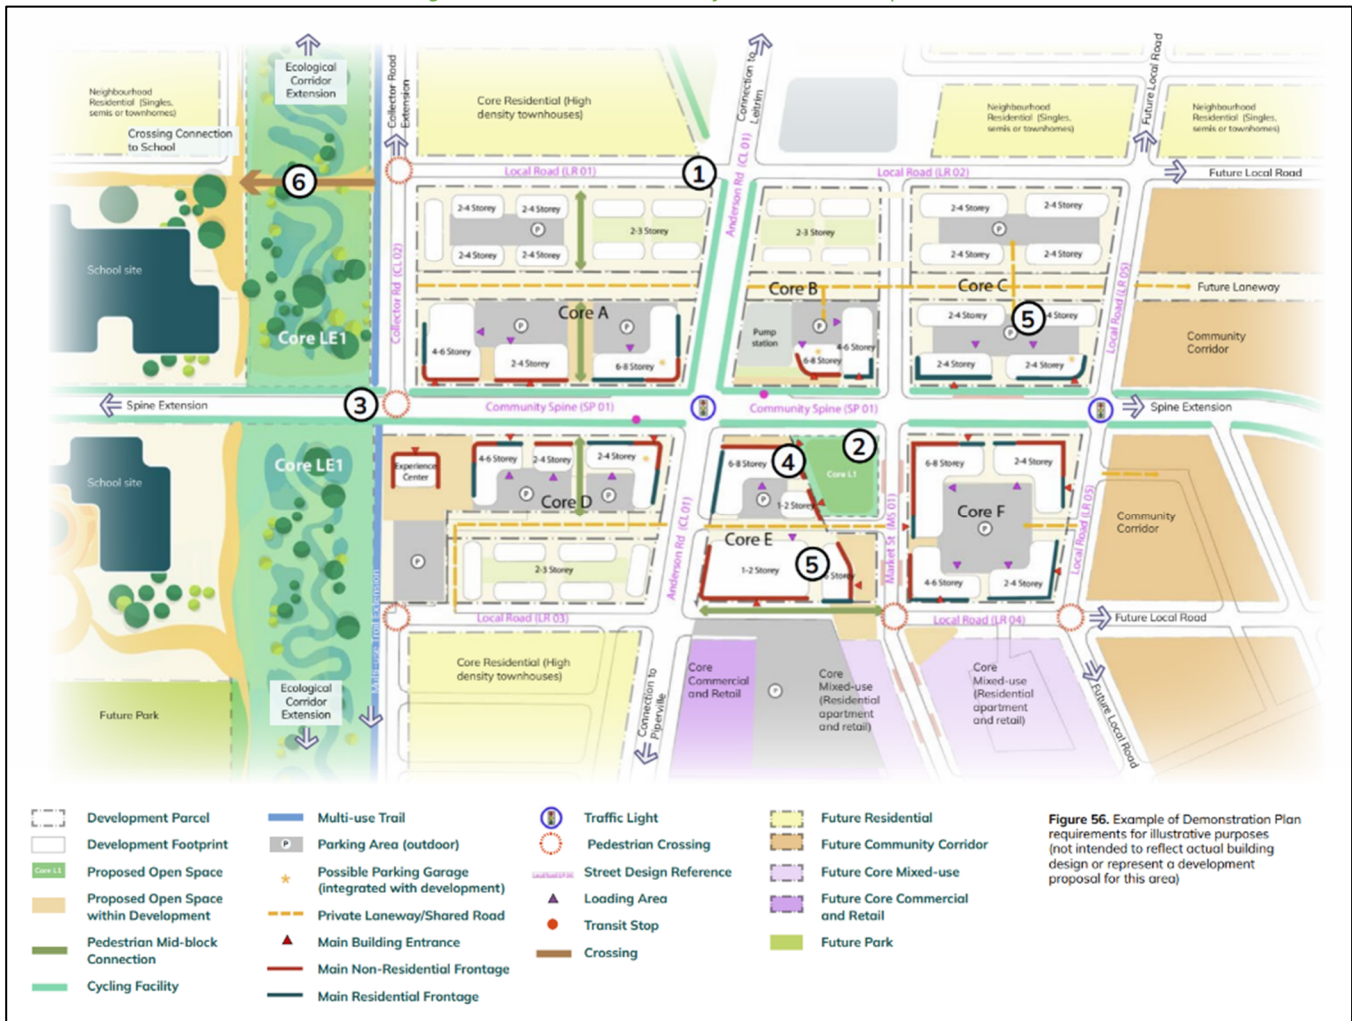 Ecological
Corridor
Extension
Collector Road
Extension
Connection to
Leitrim
Future Local Road
Neighbourhood
Residential (Singles,
semis or townhomes)
Core Residential (High
density townhouses)
Neighbourhood
Residential (Singles,
semis or townhomes)
Neighbourhood
Residential (Singles,
semis or townhomes)
Crossing Connection
to School
6
1
Local Road (LR 01)
Anderson Rd (CL 01)
Local Road (LR 02)
Future Local Road
2-4 Storey
2-4 Storey
P
2-4 Storey
2-4 Storey
2-3 Storey
2-3 Storey
2-4 Storey
2-4 Storey
P
2-4 Storey
2-4 Storey
School site
Collector Rd (CL 02)
Core LE1
Core A
Core B
Core C
Local Road (LR 05)
Future Laneway
P
P
4-6 Storey
2-4 Storey
6-8 Storey
Pump
station
P
6-8 Storey
4-6 Storey
2-4 Storey
2-4 Storey
P
5
2-4 Storey
2-4 Storey
Community
Corridor
Spine Extension
3
Community Spine (SP 01)
Community Spine (SP 01)
Spine Extension
School site
Core LE1
Experience
Center
4-6 Storey
2-4 Storey
2-4 Storey
P
P
Core D
6-8 Storey
4
2
Core L1
P
1-2 Storey
6-8 Storey
2-4 Storey
Core F
P
Community
Corridor
Anderson Rd (CL 01)
Market St (MS 01)
Local Road (LR 05)
P
2-3 Storey
Core E
1-2 Storey
5
Storey
4-6 Storey
2-4 Storey
Multi-use Trail Extension
Local Road (LR 03)
Local Road (LR 04)
Future Local Road
Future Park
Ecological
Corridor
Extension
Core Residential (High
density townhouses)
Connection to
Piperville
Core
Commercial
and Retail
P
Core
Mixed-use
(Residential
apartment
and retail)
Core
Mixed-use
(Residential
apartment
and retail)
Future Local Road
Development Parcel
Development Footprint
Core L1
Proposed Open Space
Proposed Open Space
within Development
Pedestrian Mid-block
Connection
Cycling Facility
Multi-use Trail
P
Parking Area (outdoor)
Possible Parking Garage
(integrated with development)
Private Laneway/Shared Road
Main Building Entrance
Main Non-Residential Frontage
Main Residential Frontage
Traffic Light
Pedestrian Crossing
Street Design Reference
Loading Area
Transit Stop
Crossing
Future Residential
Future Community Corridor
Future Core Mixed-use
Future Core Commercial
and Retail
Future Park
Figure 56. Example of Demonstration Plan
requirements for illustrative purposes
(not intended to reflect actual building
design or represent a development
proposal for this area)